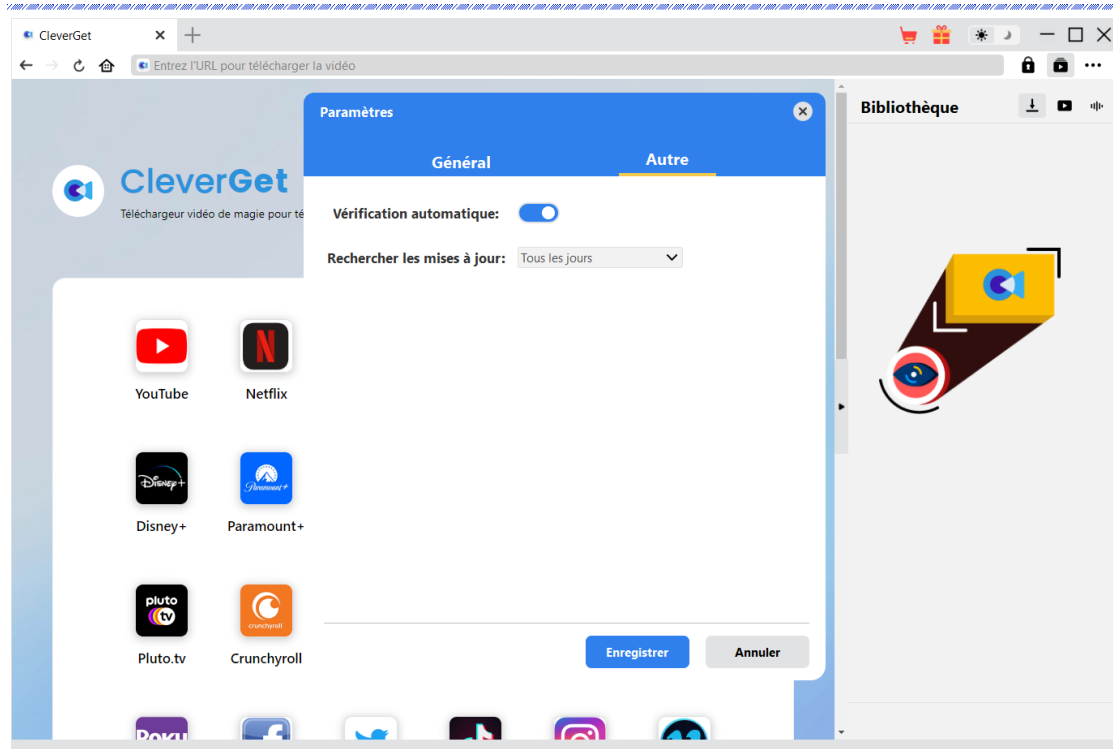 CleverGet
Entrez l'URL pour télécharger la vidéo
Paramètres
Général
Autre
Bibliothèque
CleverGet
Téléchargeur vidéo de magie pour té
Vérification automatique:
Rechercher les mises à jour: Tous les jours
N
YouTube
Netflix
Disney+
Paramount+
Disney+
Paramount+
pluto
tv
crunchyroll
Pluto.tv
Crunchyroll
Enregistrer
Annuler